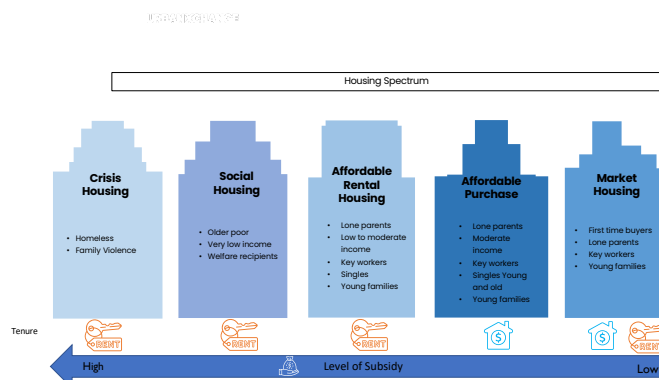 URBANXCHANGE
Housing Spectrum
Crisis
Housing
• Homeless
• Family Violence
Social
Housing
• Older poor
• Very low income
• Welfare recipients
Affordable
Rental
Housing
• Lone parents
• Low to moderate
income
• Key workers
• Singles
• Young families
Affordable
Purchase
• Lone parents
• Moderate
income
• Key workers
• Singles Young
and old
• Young families
Market
Housing
• First time buyers
• Lone parents
• Key workers
• Young families
Tenure
RENT
RENT
RENT
RENT
High
Level of Subsidy
Low